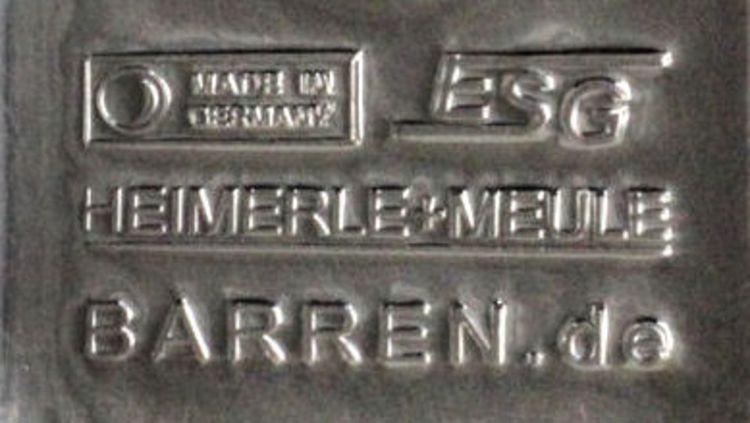 MADE IN
GERMANY
ESG
HEIMERLE+MEULE
BARREN.de